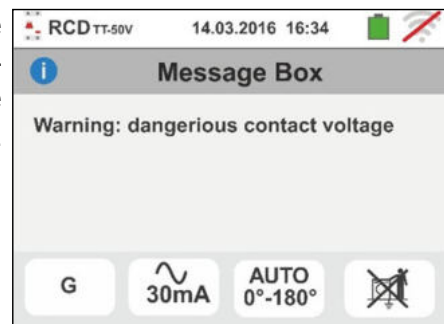 RCD TT-50V 14.03.2016 16:34
i Message Box
Warning: dangerious contact voltage
G 30mA AUTO
0°-180°